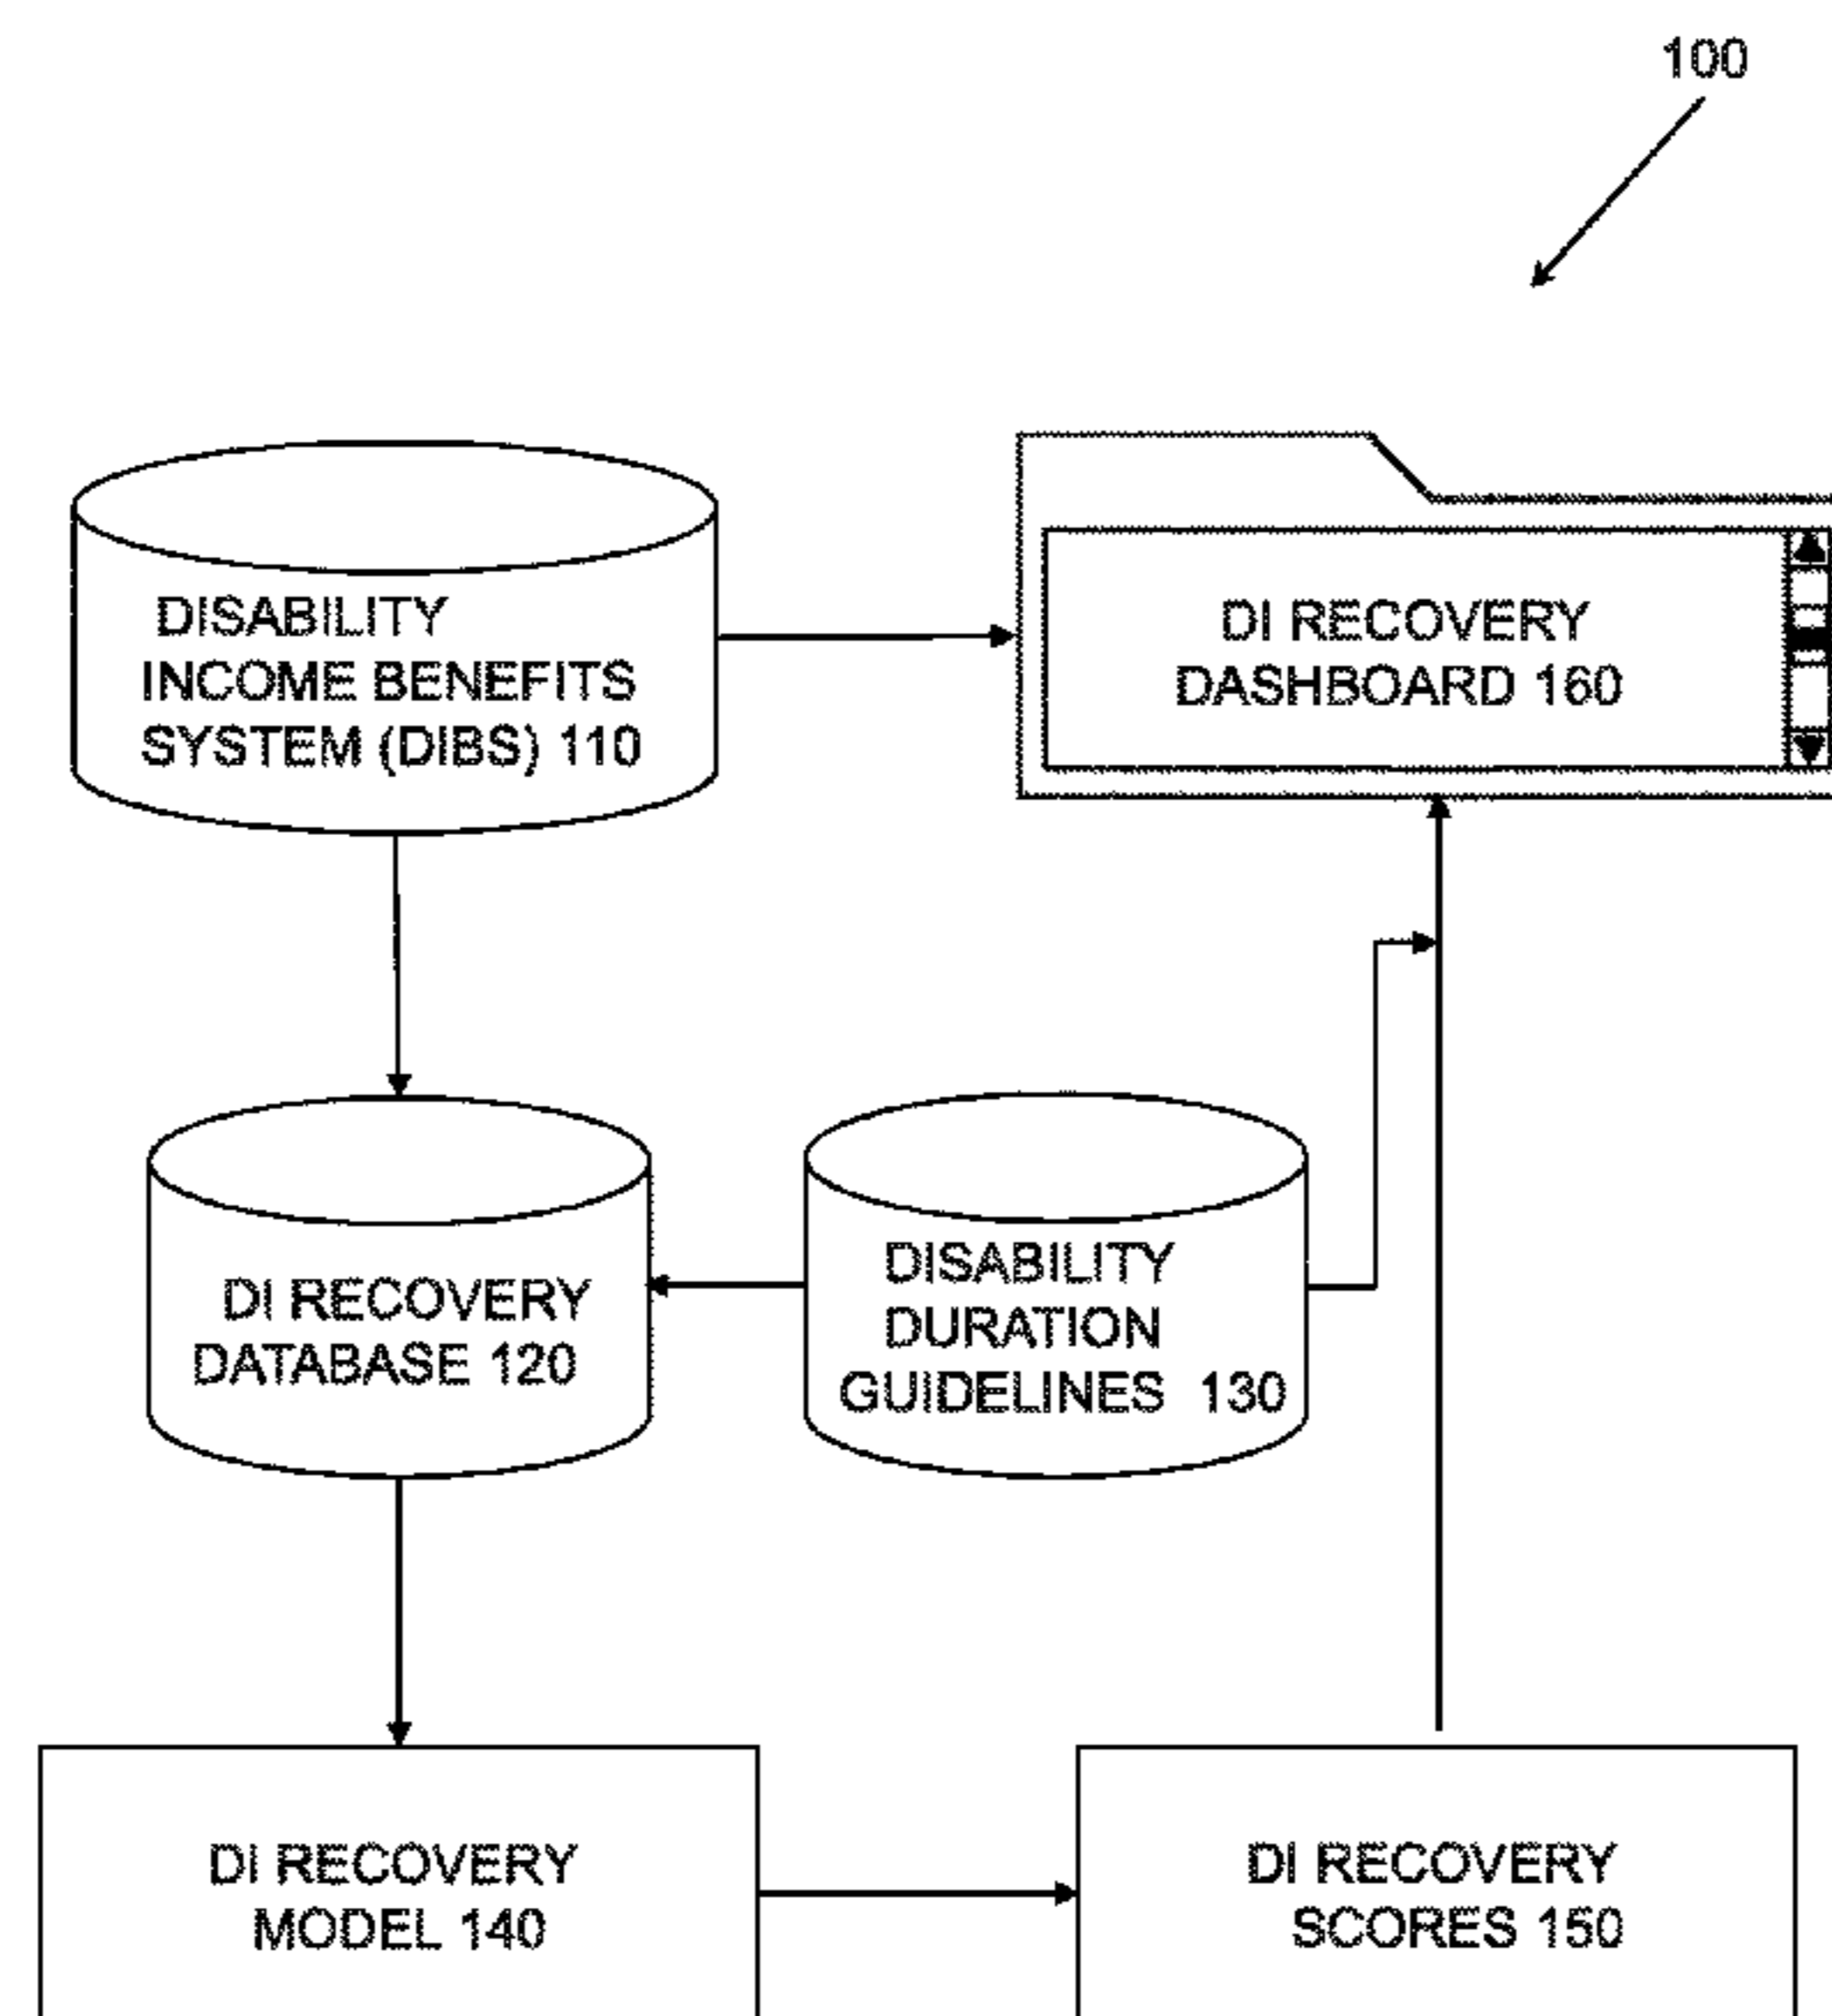 100
DISABILITY
INCOME BENEFITS
SYSTEM (DIBS) 110
DI RECOVERY
DASHBOARD 160
DI RECOVERY
DATABASE 120
DISABILITY
DURATION
GUIDELINES 130
DI RECOVERY
MODEL 140
DI RECOVERY
SCORES 150